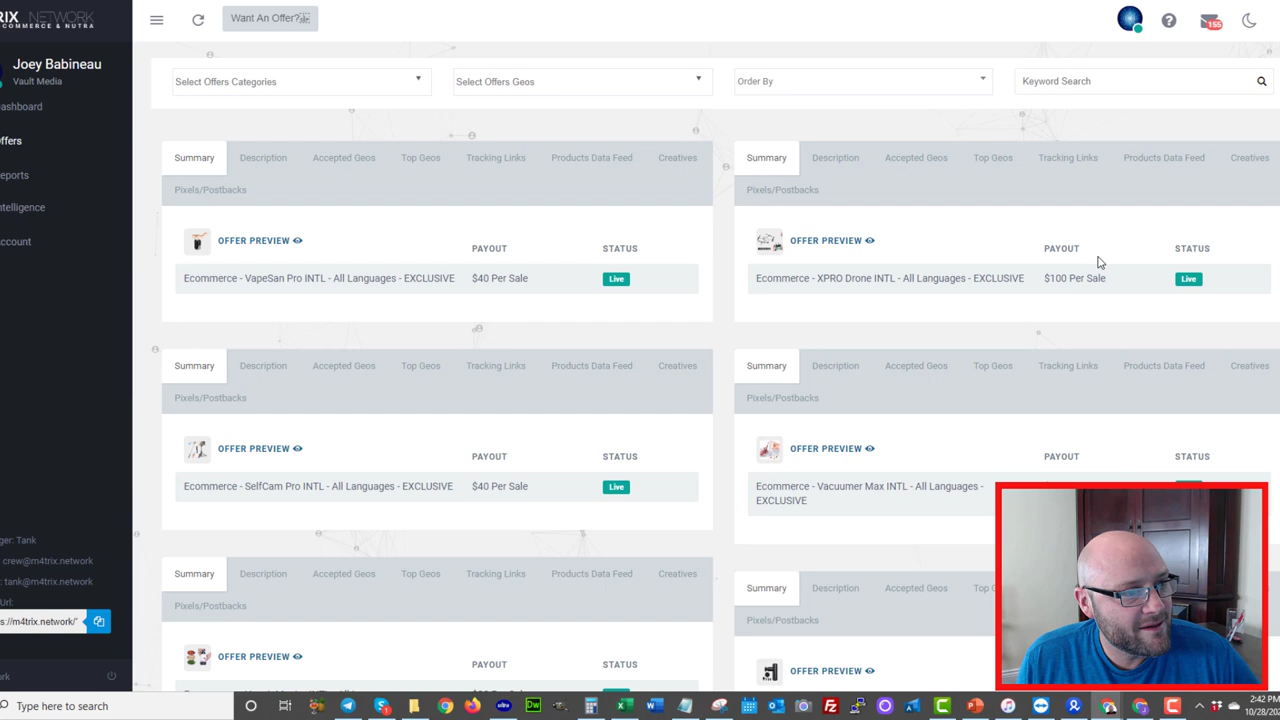 RIX NETWORK
COMMERCE & NUTRA
Want An Offer?
155
Joey Babineau
Vault Media
ashboard
ffers
eports
ntelligence
ccount
Select Offers Categories
Select Offers Geos
Order By
Keyword Search
Summary Description Accepted Geos Top Geos Tracking Links Products Data Feed Creatives
Pixels/Postbacks
OFFER PREVIEW
PAYOUT STATUS
Ecommerce - VapeSan Pro INTL - All Languages - EXCLUSIVE $40 Per Sale Live
Summary Description Accepted Geos Top Geos Tracking Links Products Data Feed Creatives
Pixels/Postbacks
OFFER PREVIEW
PAYOUT STATUS
Ecommerce - XPRO Drone INTL - All Languages - EXCLUSIVE $100 Per Sale Live
Summary Description Accepted Geos Top Geos Tracking Links Products Data Feed Creatives
Pixels/Postbacks
OFFER PREVIEW
PAYOUT STATUS
Ecommerce - SelfCam Pro INTL - All Languages - EXCLUSIVE $40 Per Sale Live
Summary Description Accepted Geos Top Geos Tracking Links Products Data Feed Creatives
Pixels/Postbacks
OFFER PREVIEW
PAYOUT STATUS
Ecommerce - Vacuumer Max INTL - All Languages -
EXCLUSIVE
Summary Description Accepted Geos Top Geos Tracking Links Products Data Feed Creatives
Pixels/Postbacks
OFFER PREVIEW
PAYOUT STATUS
Summary Description Accepted Geos
Pixels/Postbacks
OFFER PREVIEW
ger: Tank
: crew@m4trix.network
: tank@m4trix.network
Url:
s://m4trix.network/"
rk
Type here to search
2:42 PM
10/28/20